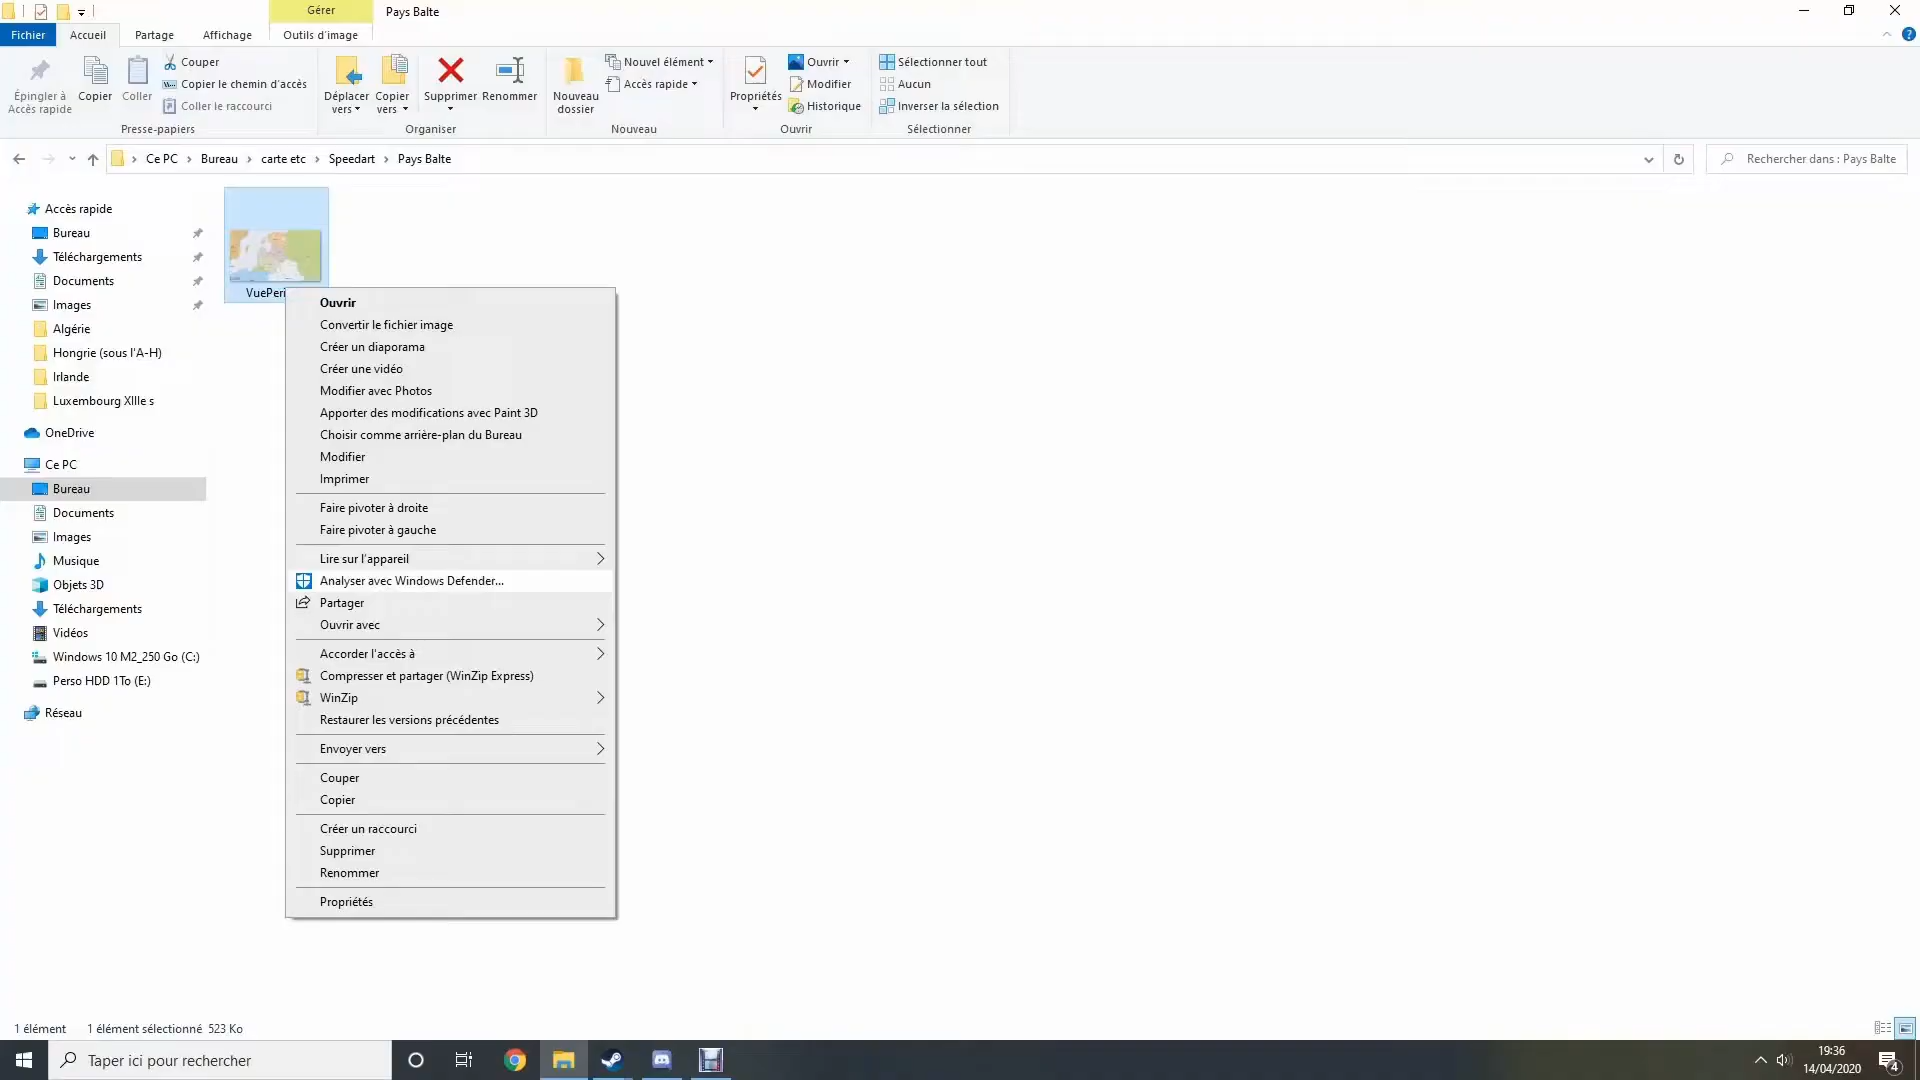 Gérer
Pays Balte
Fichier
Accueil
Partage
Affichage
Outils d'image
Épingler à
Accès rapide
Copier
Coller
Couper
Copier le chemin d'accès
Coller le raccourci
Presse-papiers
Déplacer
vers
Copier
vers
Supprimer
Renommer
Organiser
Nouveau
dossier
Nouvel élément
Accès rapide
Nouveau
Propriétés
Ouvrir
Modifier
Historique
Ouvrir
Sélectionner tout
Aucun
Inverser la sélection
Sélectionner
Ce PC
Bureau
carte etc
Speedart
Pays Balte
Rechercher dans : Pays Balte
Accès rapide
Bureau
Téléchargements
Documents
Images
Algérie
Hongrie (sous l'A-H)
Irlande
Luxembourg XIIIe s
OneDrive
Ce PC
Bureau
Documents
Images
Musique
Objets 3D
Téléchargements
Vidéos
Windows 10 M2_250 Go (C:)
Perso HDD 1To (E:)
Réseau
VuePeri
Ouvrir
Convertir le fichier image
Créer un diaporama
Créer une vidéo
Modifier avec Photos
Apporter des modifications avec Paint 3D
Choisir comme arrière-plan du Bureau
Modifier
Imprimer
Faire pivoter à droite
Faire pivoter à gauche
Lire sur l'appareil
Analyser avec Windows Defender...
Partager
Ouvrir avec
Accorder l'accès à
Compresser et partager (WinZip Express)
WinZip
Restaurer les versions précédentes
Envoyer vers
Couper
Copier
Créer un raccourci
Supprimer
Renommer
Propriétés
1 élément
1 élément sélectionné 523 Ko
Taper ici pour rechercher
19:36
14/04/2020
4